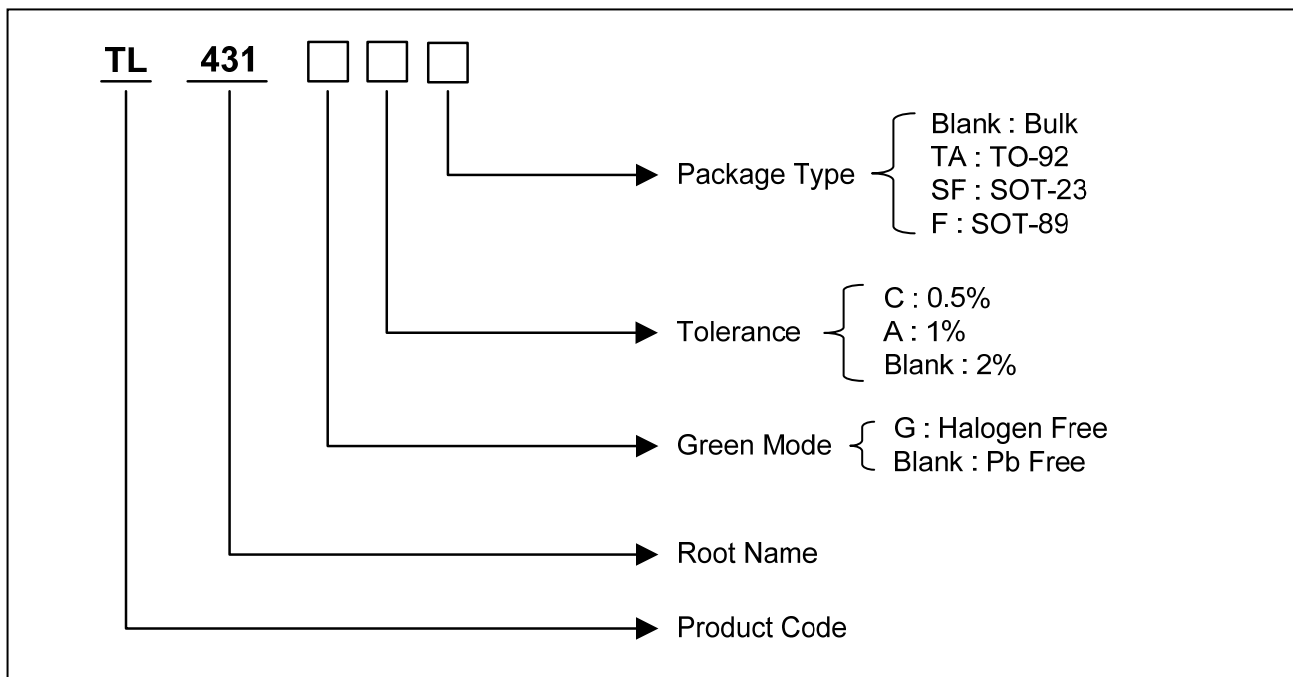 TL 431
Package Type
Blank : Bulk
TA : TO-92
SF : SOT-23
F : SOT-89
Tolerance
C : 0.5%
A : 1%
Blank : 2%
Green Mode
G : Halogen Free
Blank : Pb Free
Root Name
Product Code